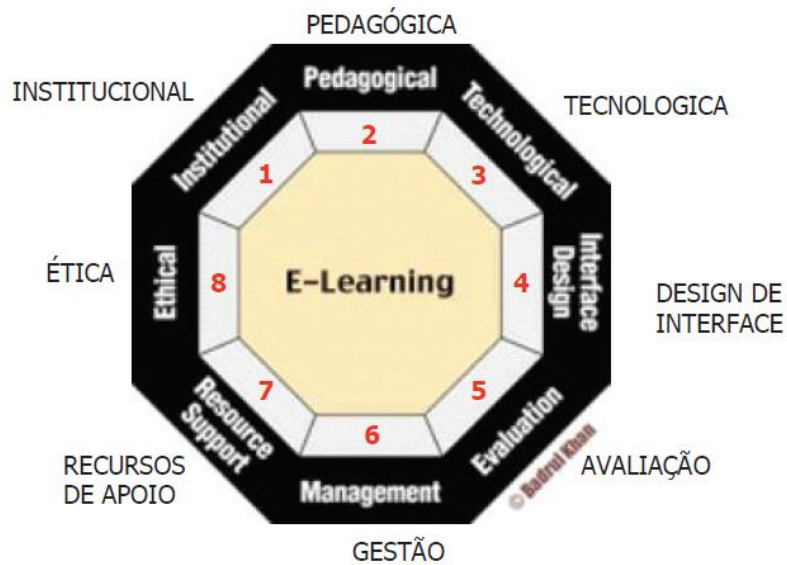 PEDAGÓGICA
INSTITUCIONAL
TECNOLOGICA
Pedagogical
Institutional
Technological
1
2
3
ÉTICA
Ethical
8
E-Learning
4
Interface
Design
DESIGN DE
INTERFACE
7
6
5
Resource
Support
Management
Evaluation
© Badrul Khan
RECURSOS
DE APOIO
AVALIAÇÃO
GESTÃO